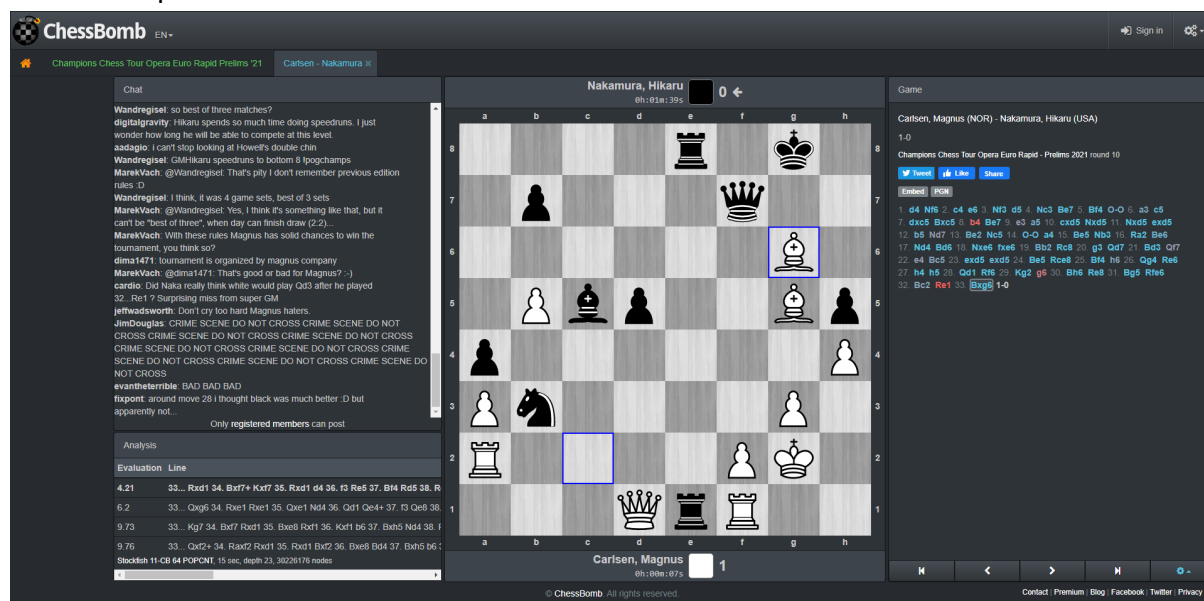 ChessBomb EN
Sign in
Champions Chess Tour Opera Euro Rapid Prelims '21
Carlsen - Nakamura ×
Chat
Wandregisel: so best of three matches?
digitalgravity: Hikaru spends so much time doing speedruns. I just
wonder how long he will be able to compete at this level.
aadagio: i can't stop looking at Howell's double chin
Wandregisel: GMHikaru speedruns to bottom 8 !pogchamps
MarekVach: @Wandregisel: That's pity I don't remember previous edition
rules :D
Wandregisel: I think, it was 4 game sets, best of 3 sets
MarekVach: @Wandregisel: Yes, I think it's something like that, but it
can't be "best of three", when day can finish draw (2:2)...
MarekVach: With these rules Magnus has solid chances to win the
tournament, you think so?
dima1471: tournament is organized by magnus company
MarekVach: @dima1471: That's good or bad for Magnus? :-)
cardio: Did Naka really think white would play Qd3 after he played
32...Re1 ? Surprising miss from super GM
jeffwadsworth: Don't cry too hard Magnus haters.
JimDouglas: CRIME SCENE DO NOT CROSS CRIME SCENE DO NOT
CROSS CRIME SCENE DO NOT CROSS CRIME SCENE DO NOT CROSS
CRIME SCENE DO NOT CROSS CRIME SCENE DO NOT CROSS CRIME
SCENE DO NOT CROSS CRIME SCENE DO NOT CROSS CRIME SCENE DO
NOT CROSS
evantheterrible: BAD BAD BAD
fixpont: around move 28 i thought black was much better :D but
apparently not...
Only registered members can post
Analysis
Evaluation Line
4.21 33... Rxd1 34. Bxf7+ Kxf7 35. Rxd1 d4 36. f3 Re5 37. Bf4 Rd5 38. R
6.2 33... Qxg6 34. Rxe1 Rxe1 35. Qxe1 Nd4 36. Qd1 Qe4+ 37. f3 Qe8 38.
9.73 33... Kg7 34. Bxf7 Rxd1 35. Bxe8 Rxf1 36. Kxf1 b6 37. Bxh5 Nd4 38.
9.76 33... Qxf2+ 34. Raxf2 Rxd1 35. Rxd1 Bxf2 36. Bxe8 Bd4 37. Bxh5 b6
Stockfish 11-CB 64 POPCNT, 15 sec, depth 23, 30226176 nodes
Nakamura, Hikaru
0h:01m:39s
0
a b c d e f g h
8 8
7 7
6 6
5 5
4 4
3 3
2 2
1 1
a b c d e f g h
Carlsen, Magnus
0h:00m:07s
1
Game
Carlsen, Magnus (NOR) - Nakamura, Hikaru (USA)
1-0
Champions Chess Tour Opera Euro Rapid - Prelims 2021 round 10
Tweet Like Share
Embed PGN
1. d4 Nf6 2. c4 e6 3. Nf3 d5 4. Nc3 Be7 5. Bf4 O-O 6. a3 c5
7. dxc5 Bxc5 8. b4 Be7 9. e3 a5 10. cxd5 Nxd5 11. Nxd5 exd5
12. b5 Nd7 13. Be2 Nc5 14. O-O a4 15. Be5 Nb3 16. Ra2 Be6
17. Nd4 Bd6 18. Nxe6 fxe6 19. Bb2 Rc8 20. g3 Qd7 21. Bd3 Qf7
22. e4 Bc5 23. exd5 exd5 24. Be5 Rce8 25. Bf4 h6 26. Qg4 Re6
27. h4 h5 28. Qd1 Rf6 29. Kg2 g6 30. Bh6 Re8 31. Bg5 Rfe6
32. Bc2 Re1 33. Bxg6 1-0
© ChessBomb. All rights reserved.
Contact | Premium | Blog | Facebook | Twitter | Privacy